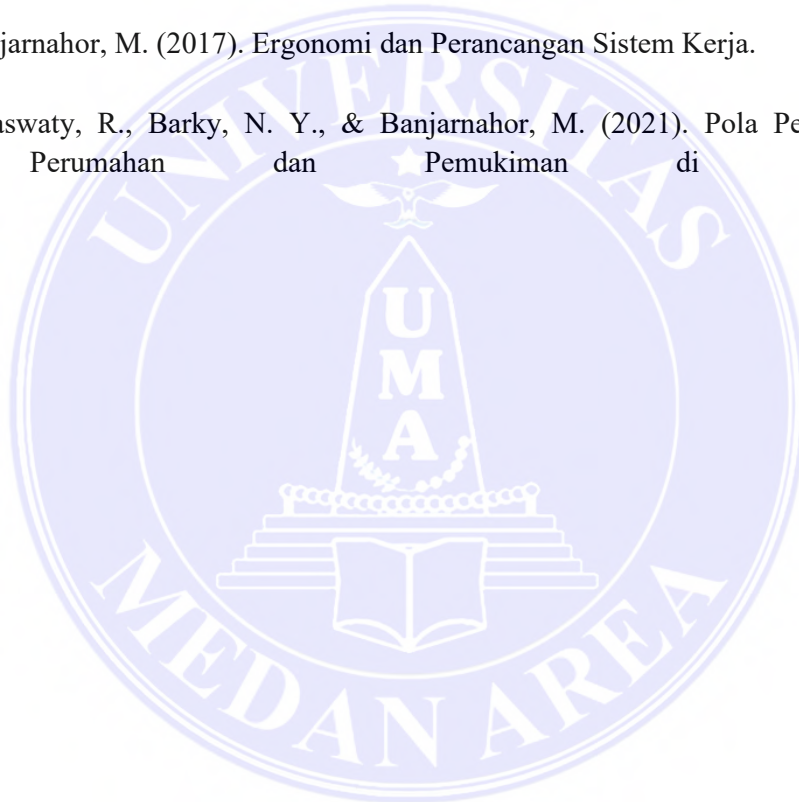 jarnahor, M. (2017). Ergonomi dan Perancangan Sistem Kerja.
aswaty, R., Barky, N. Y., & Banjarnahor, M. (2021). Pola Pe
Perumahan dan Pemukiman di
UNIVERSITAS
UMA
MEDAN AREA